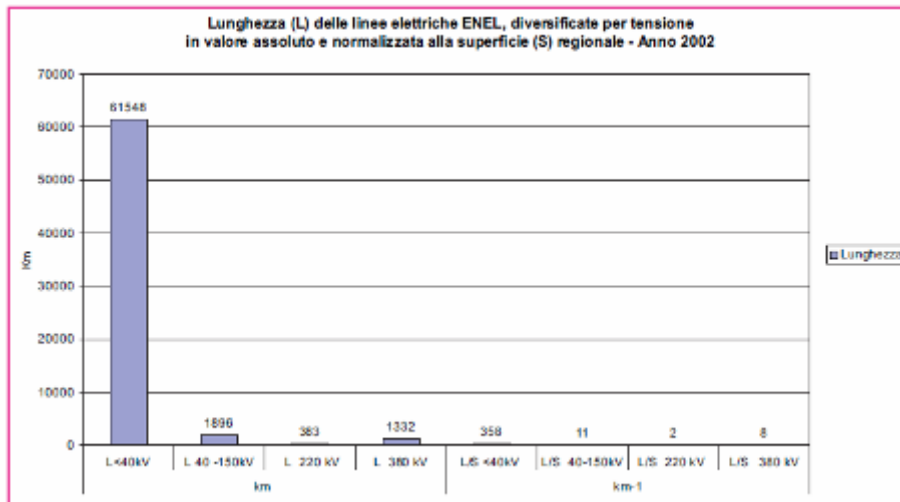 Lunghezza (L) delle linee elettriche ENEL, diversificate per tensione
in valore assoluto e normalizzata alla superficie (S) regionale - Anno 2002
70000
60000
50000
40000
30000
20000
10000
0
Km
61548
1896
383
1332
358
11
2
8
L<40kV L 40 -150kV L 220 kV L 380 kV L/S <40kV L/S 40-150kV L/S 220 kV L/S 380 kV
km km-1
Lunghezza